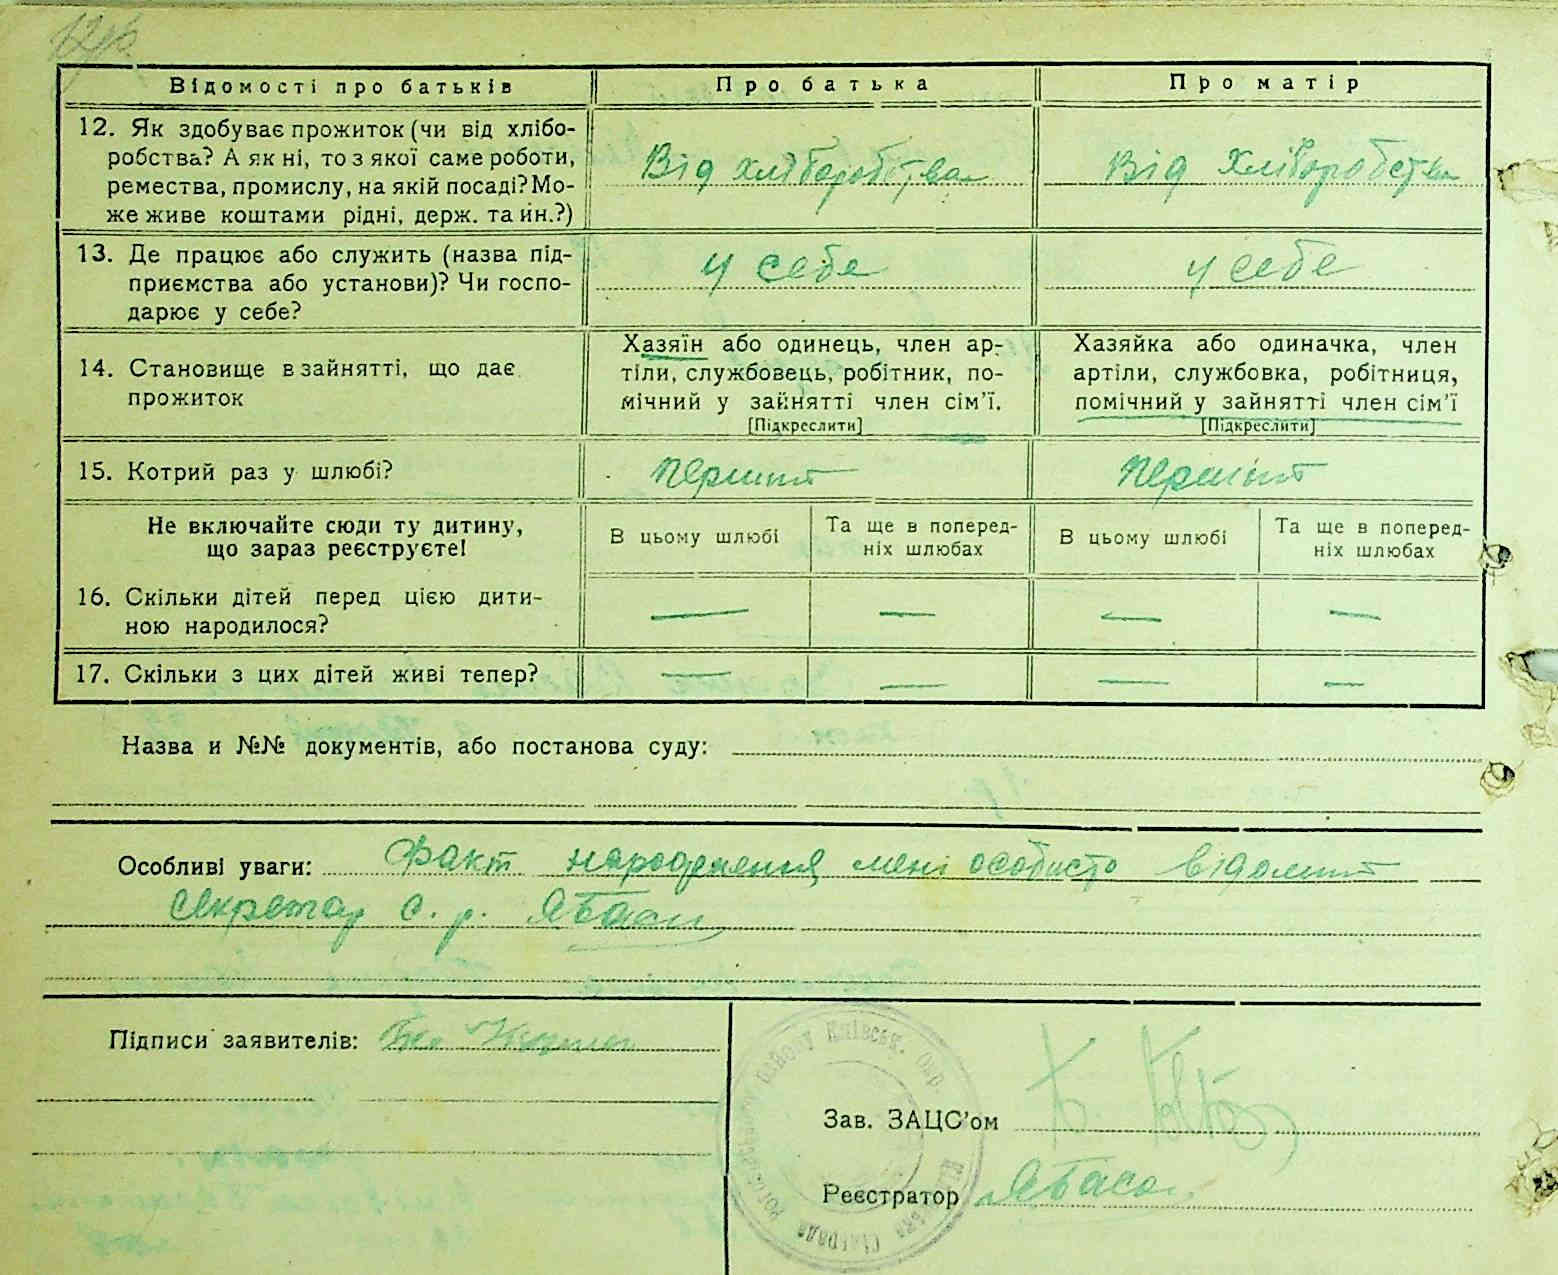 Відомості про батьків
Про батька
Про матір
12. Як здобуває прожиток (чи від хлібо-
робства? А як ні, то з якої саме роботи,
ремества, промислу, на якій посаді? Мо-
же живе коштами рідні, держ. та ин.?)
Від хліборобства
Від хліборобства
13. Де працює або служить (назва під-
приємства або установи)? Чи госпо-
дарює у себе?
у себе
у себе
14. Становище в зайнятті, що дає
прожиток
Хазяїн або одинець, член ар-
тіли, службовець, робітник, по-
мічний у зайнятті член сім'ї.
[Підкреслити]
Хазяйка або одиначка, член
артіли, службовка, робітниця,
помічний у зайнятті член сім'ї
[Підкреслити]
15. Котрий раз у шлюбі?
перший
перший
Не включайте сюди ту дитину,
що зараз реєструєте!
В цьому шлюбі
Та ще в поперед-
ніх шлюбах
В цьому шлюбі
Та ще в поперед-
ніх шлюбах
16. Скільки дітей перед цією дити-
ною народилося?
—
—
—
—
17. Скільки з цих дітей живі тепер?
—
—
—
—
Назва и №№ документів, або постанова суду:
Особливі уваги: Факт народження мені особисто відомий
Секретар с. р.
Підписи заявителів:
Зав. ЗАЦС'ом
Реєстратор
району Київськ. Окр.
Сільрада